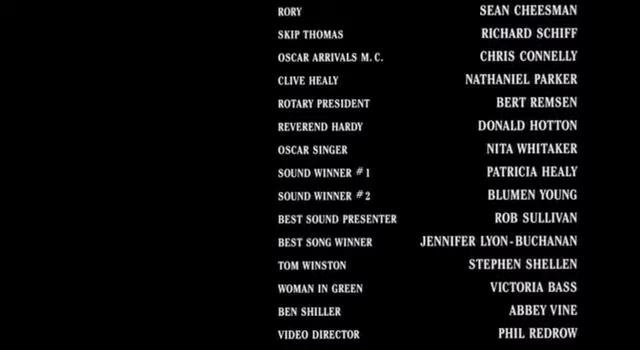 RORY SEAN CHEESMAN
SKIP THOMAS RICHARD SCHIFF
OSCAR ARRIVALS M. C. CHRIS CONNELLY
CLIVE HEALY NATHANIEL PARKER
ROTARY PRESIDENT BERT REMSEN
REVEREND HARDY DONALD HOTTON
OSCAR SINGER NITA WHITAKER
SOUND WINNER #1 PATRICIA HEALY
SOUND WINNER #2 BLUMEN YOUNG
BEST SOUND PRESENTER ROB SULLIVAN
BEST SONG WINNER JENNIFER LYON-BUCHANAN
TOM WINSTON STEPHEN SHELLEN
WOMAN IN GREEN VICTORIA BASS
BEN SHILLER ABBEY VINE
VIDEO DIRECTOR PHIL REDROW